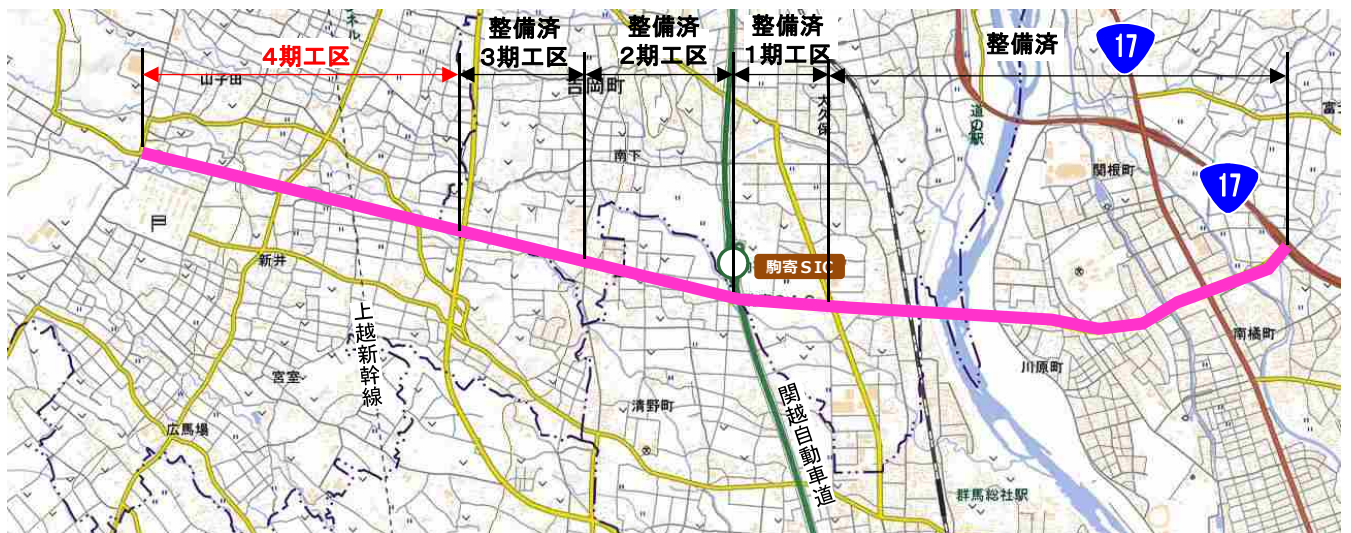 整備済
整備済
整備済
3期工区
2期工区
1期工区
4期工区
整備済
17
山子田
吉岡町
大久保
道の駅
南下
関根町
17
新井
駒寄SIC
上越新幹線
南橘町
川原町
宮室
関越自動車道
清野町
広馬場
群馬総社駅